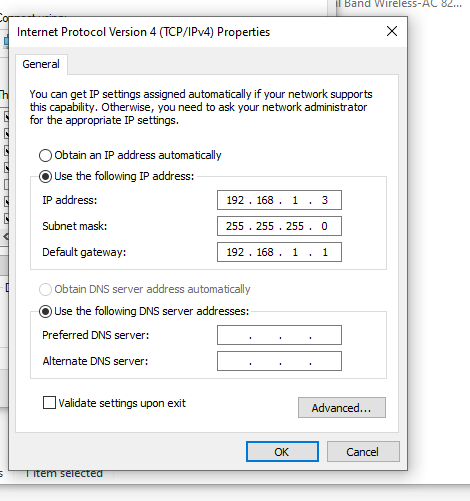 al Band Wireless-AC 82...
Internet Protocol Version 4 (TCP/IPv4) Properties
General
You can get IP settings assigned automatically if your network supports
this capability. Otherwise, you need to ask your network administrator
for the appropriate IP settings.
Obtain an IP address automatically
Use the following IP address:
IP address:
192 . 168 . 1 . 3
Subnet mask:
255 . 255 . 255 . 0
Default gateway:
192 . 168 . 1 . 1
Obtain DNS server address automatically
Use the following DNS server addresses:
Preferred DNS server:
. . .
Alternate DNS server:
. . .
Validate settings upon exit
Advanced...
OK
Cancel
1 item selected